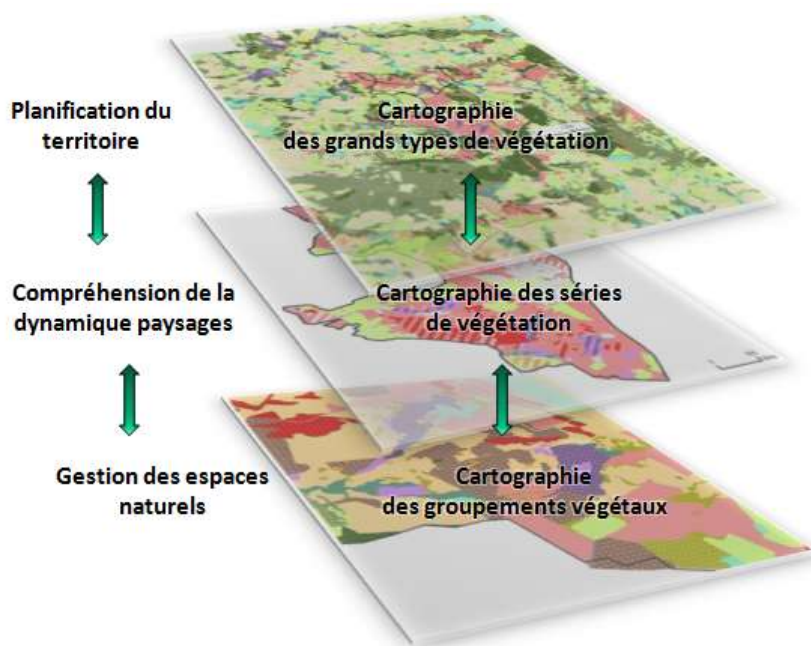 Planification du
territoire
Cartographie
des grands types de végétation
Compréhension de la
dynamique paysages
Cartographie des séries
de végétation
Gestion des espaces
naturels
Cartographie
des groupements végétaux